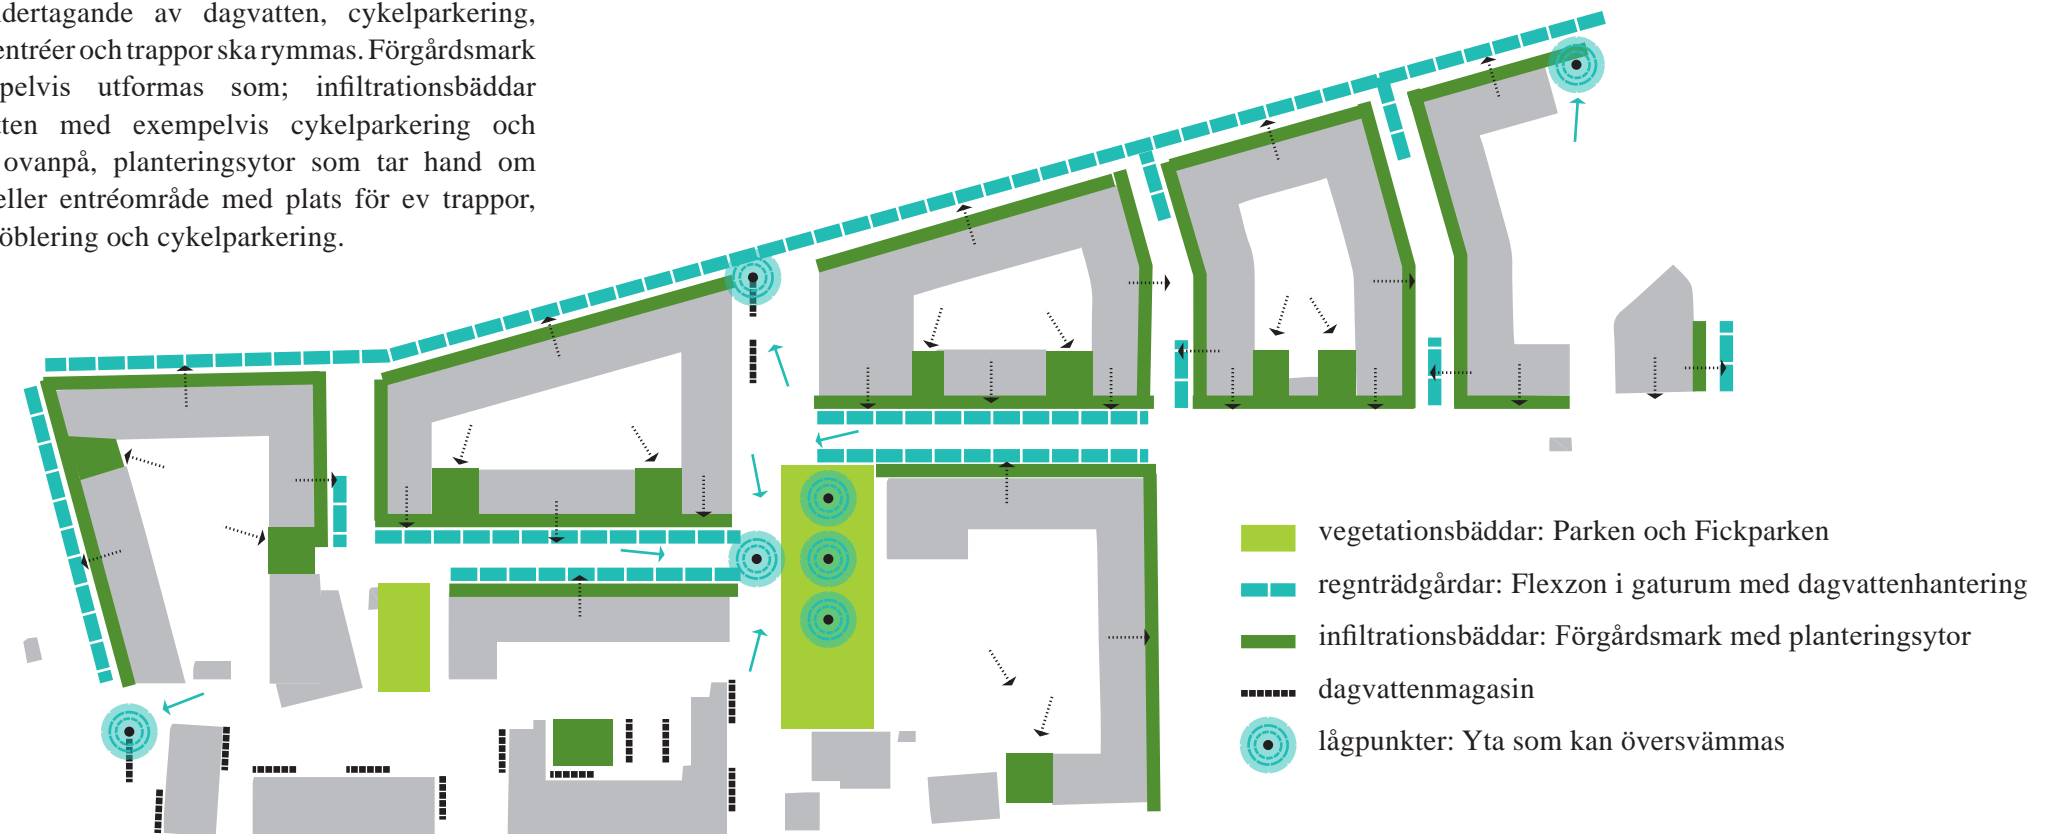 dertagande av dagvatten, cykelparkering,
entréer och trappor ska rymmas. Förgårdsmark
pelvis utformas som; infiltrationsbäddar
tten med exempelvis cykelparkering och
ovanpå, planteringsytor som tar hand om
eller entréområde med plats för ev trappor,
öblering och cykelparkering.
vegetationsbäddar: Parken och Fickparken
regnträdgårdar: Flexzon i gaturum med dagvattenhantering
infiltrationsbäddar: Förgårdsmark med planteringsytor
dagvattenmagasin
lågpunkter: Yta som kan översvämmas